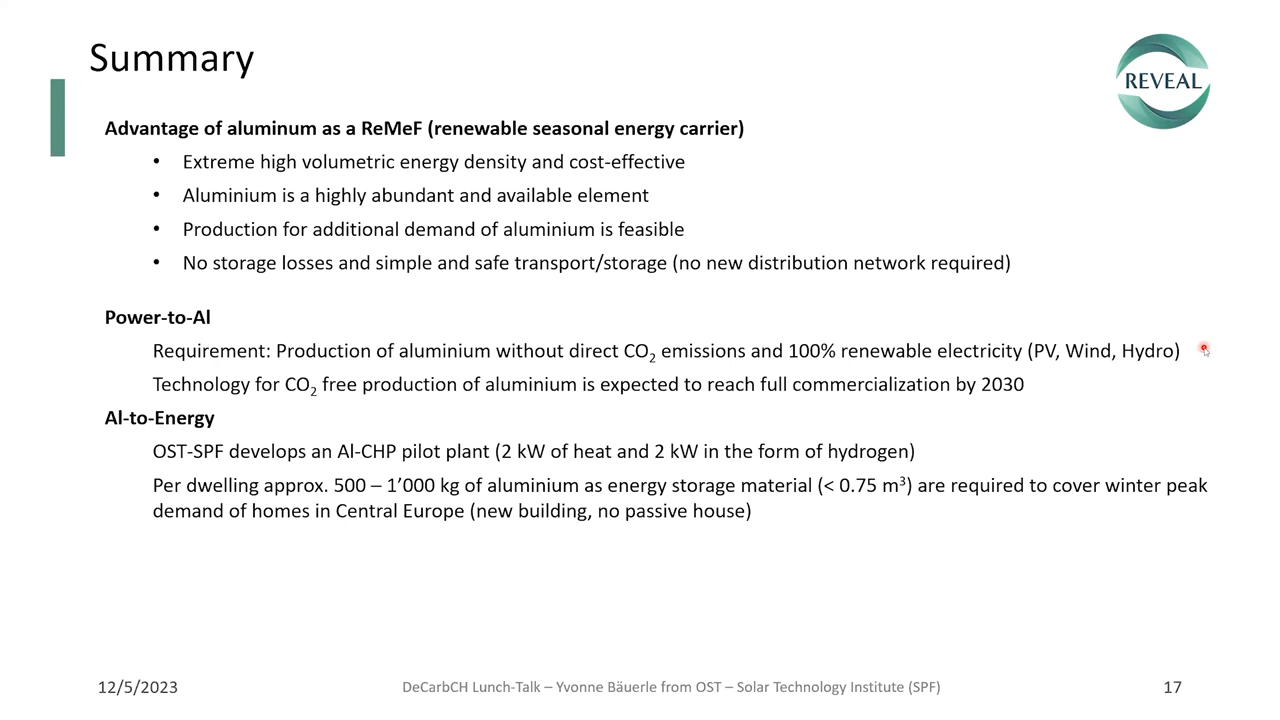 Summary
REVEAL
Advantage of aluminum as a ReMeF (renewable seasonal energy carrier)
• Extreme high volumetric energy density and cost-effective
• Aluminium is a highly abundant and available element
• Production for additional demand of aluminium is feasible
• No storage losses and simple and safe transport/storage (no new distribution network required)
Power-to-Al
Requirement: Production of aluminium without direct CO₂ emissions and 100% renewable electricity (PV, Wind, Hydro)
Technology for CO₂ free production of aluminium is expected to reach full commercialization by 2030
Al-to-Energy
OST-SPF develops an Al-CHP pilot plant (2 kW of heat and 2 kW in the form of hydrogen)
Per dwelling approx. 500 – 1’000 kg of aluminium as energy storage material (< 0.75 m³) are required to cover winter peak
demand of homes in Central Europe (new building, no passive house)
12/5/2023
DeCarbCH Lunch-Talk – Yvonne Bäuerle from OST – Solar Technology Institute (SPF)
17